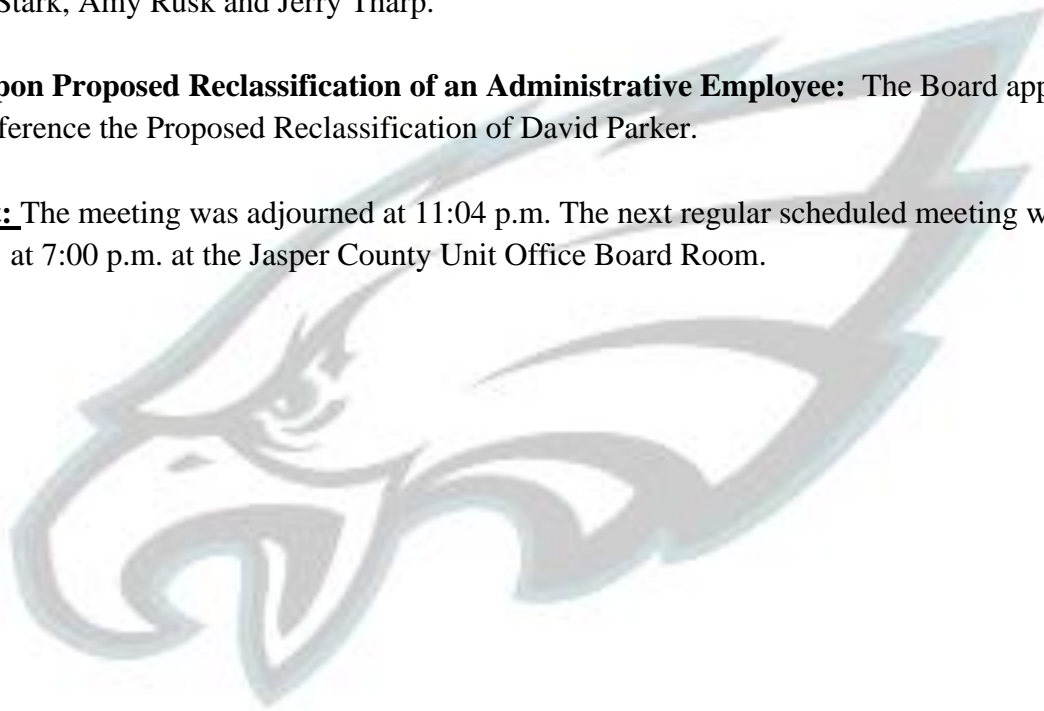 Stark, Amy Rusk and Jerry Tharp.
pon Proposed Reclassification of an Administrative Employee: The Board app
ference the Proposed Reclassification of David Parker.
: The meeting was adjourned at 11:04 p.m. The next regular scheduled meeting w
at 7:00 p.m. at the Jasper County Unit Office Board Room.